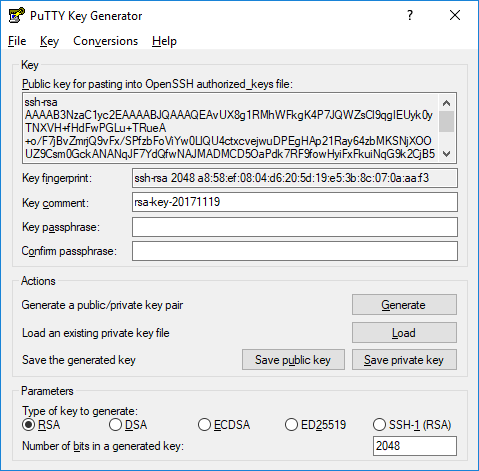 PuTTY Key Generator ? ×
File Key Conversions Help
Key
Public key for pasting into OpenSSH authorized_keys file:
ssh-rsa
AAAAB3NzaC1yc2EAAAABJQAAAQEAvUX8g1RMhWFkgK4P7JQWZsCl9qgIEUyk0y
TNXVH+fHdFwPGLu+TRueA
+o/F7jBvZmrjQ9vFx/SPfzbFoViYw0LlQU4ctxcvejwuDPEgHAp21Ray64zbMKSNjXOO
UZ9Csm0GckANANqJF7YdQfwNAJMADMCD5OaPdk7RF9fowHyiFxFkuiNqG9k2CjB5
Key fingerprint: ssh-rsa 2048 a8:58:ef:08:04:d6:20:5d:19:e5:3b:8c:07:0a:aa:f3
Key comment: rsa-key-20171119
Key passphrase:
Confirm passphrase:
Actions
Generate a public/private key pair Generate
Load an existing private key file Load
Save the generated key Save public key Save private key
Parameters
Type of key to generate:
RSA DSA ECDSA ED25519 SSH-1 (RSA)
Number of bits in a generated key: 2048